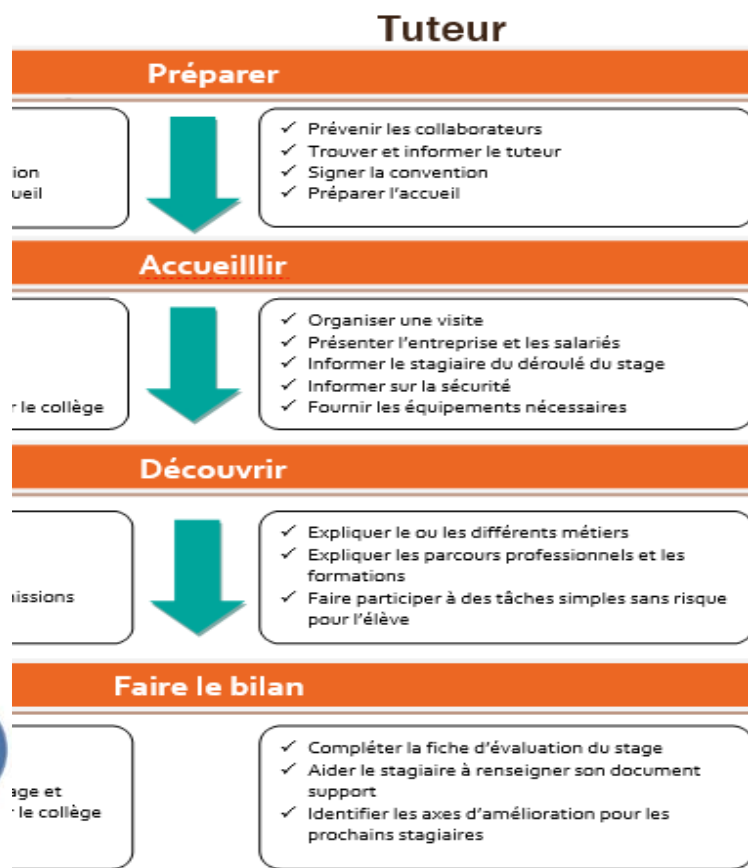 Tuteur
Préparer
ion
ueil
✓ Prévenir les collaborateurs
✓ Trouver et informer le tuteur
✓ Signer la convention
✓ Préparer l'accueil
Accueilllir
r le collège
✓ Organiser une visite
✓ Présenter l'entreprise et les salariés
✓ Informer le stagiaire du déroulé du stage
✓ Informer sur la sécurité
✓ Fournir les équipements nécessaires
Découvrir
issions
✓ Expliquer le ou les différents métiers
✓ Expliquer les parcours professionnels et les
formations
✓ Faire participer à des tâches simples sans risque
pour l'élève
Faire le bilan
age et
r le collège
✓ Compléter la fiche d'évaluation du stage
✓ Aider le stagiaire à renseigner son document
support
✓ Identifier les axes d'amélioration pour les
prochains stagiaires